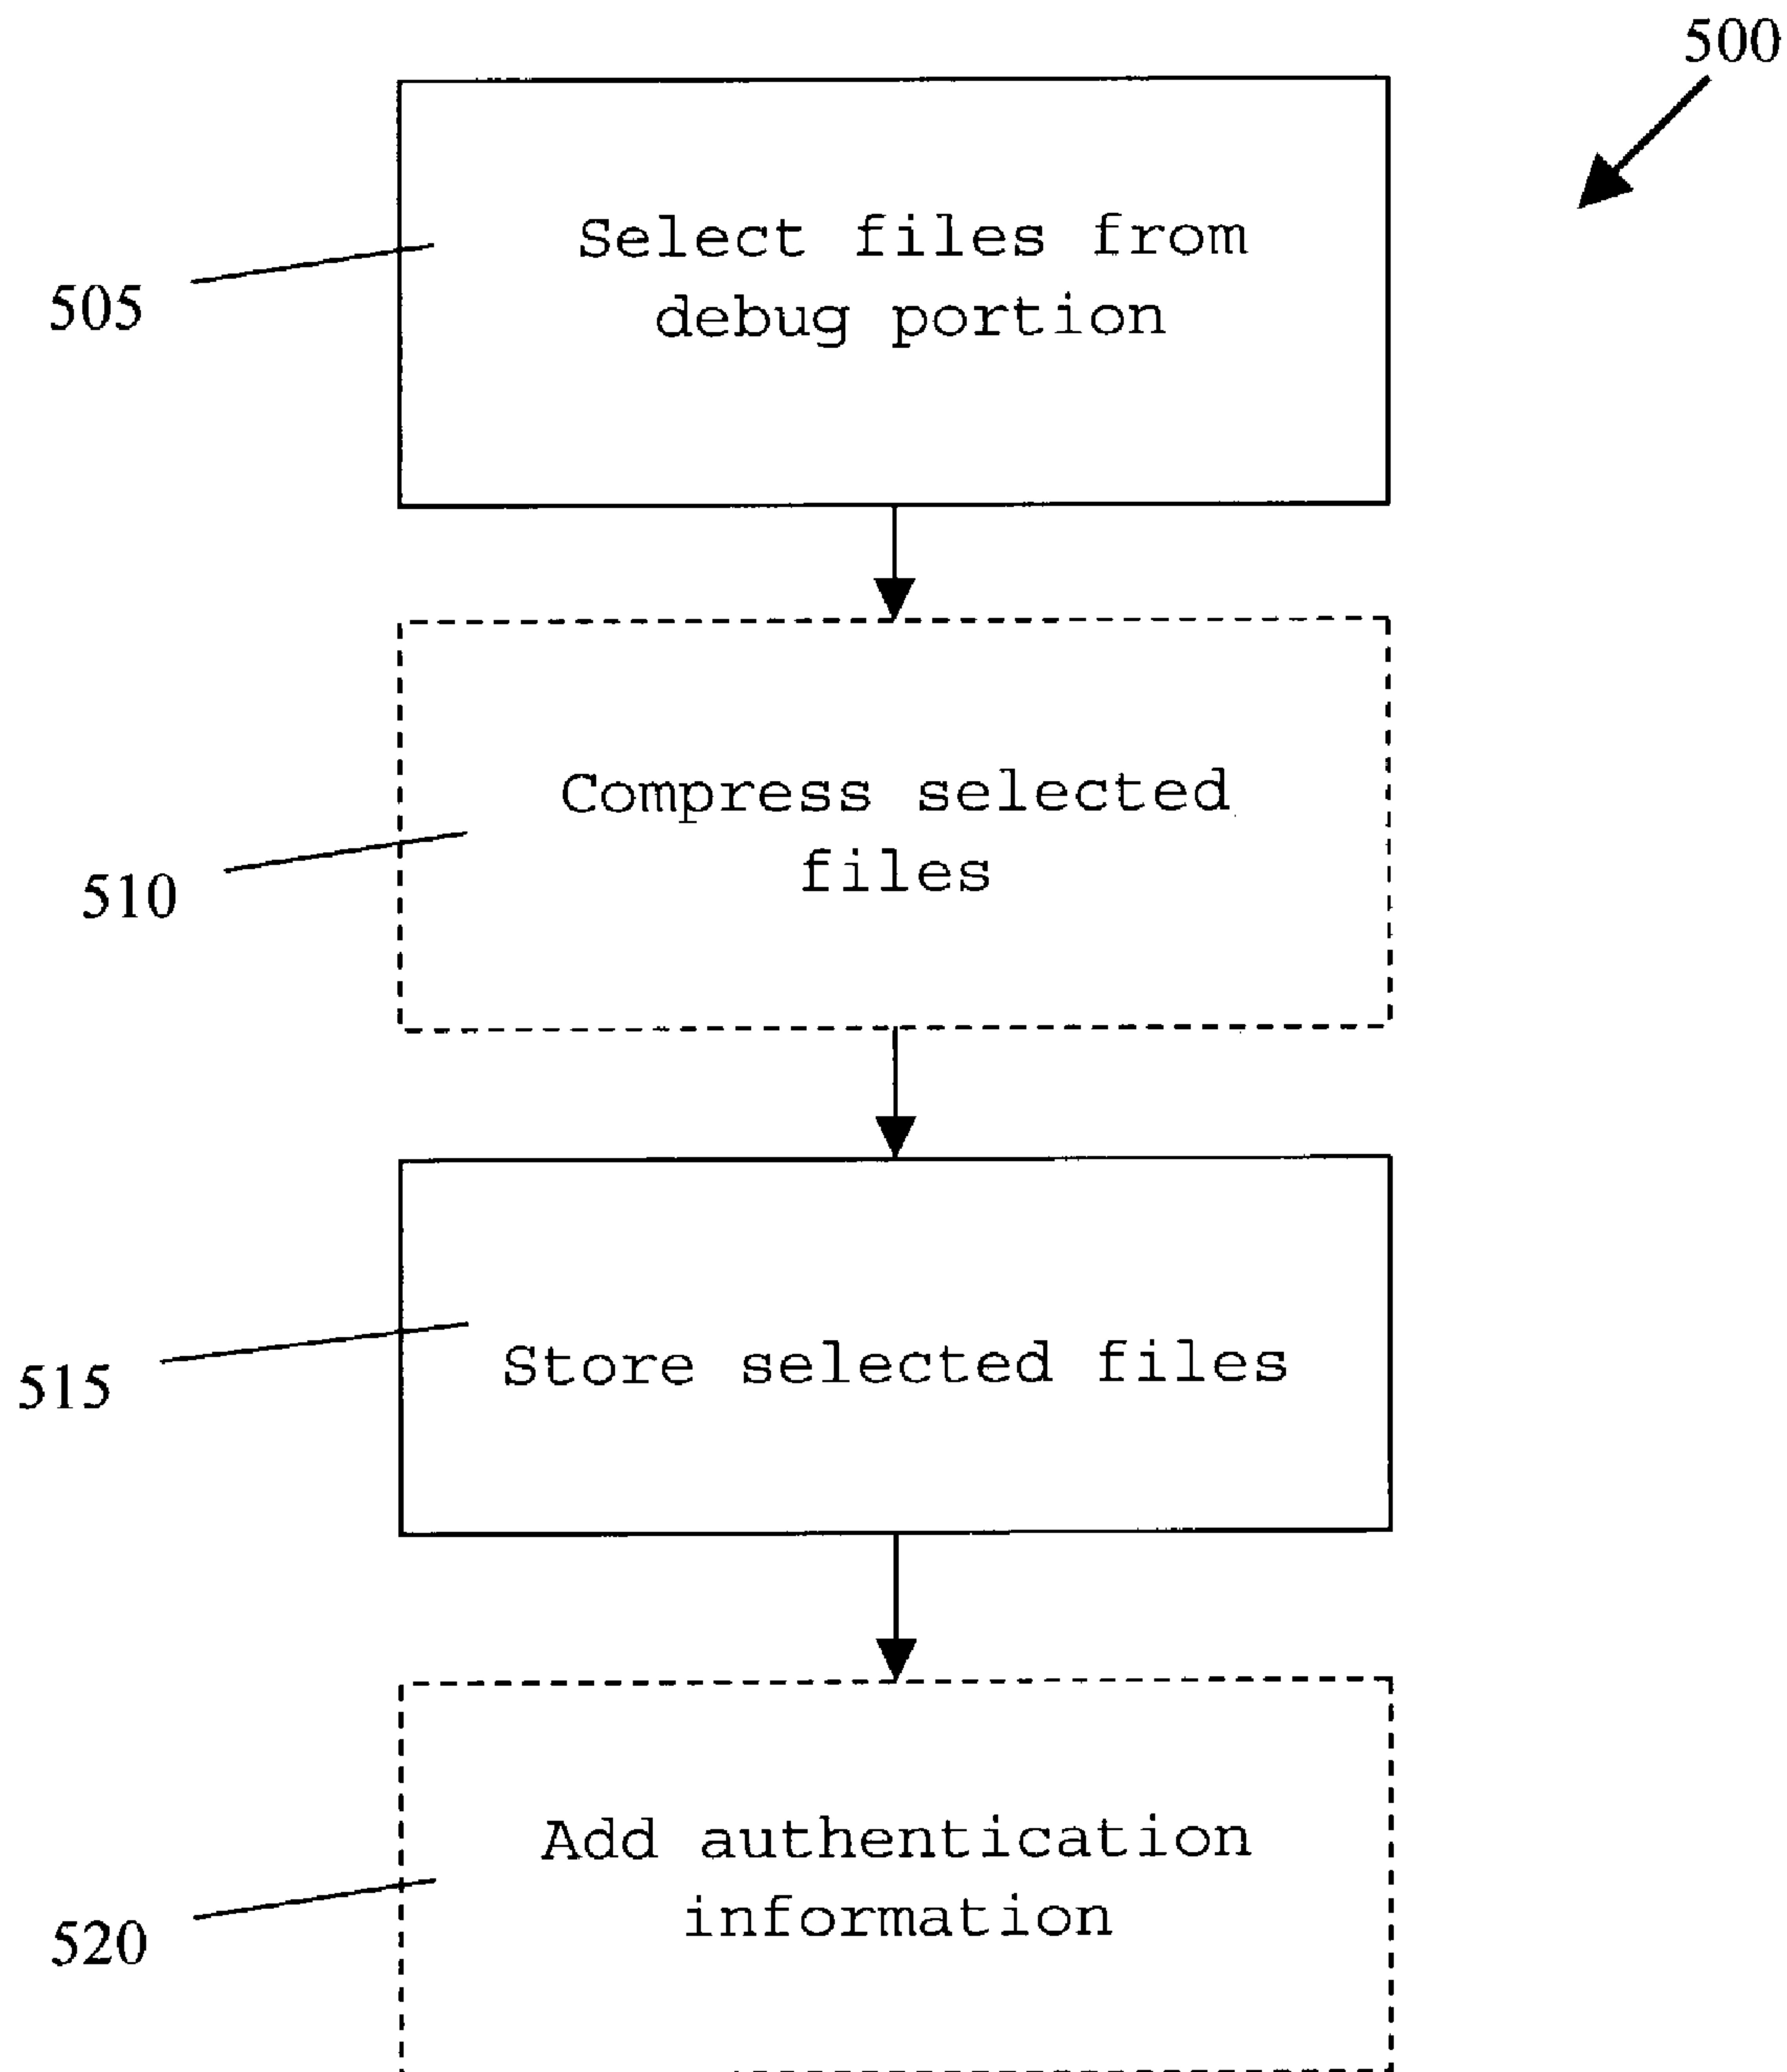 500
Select files from
debug portion
505
Compress selected
files
510
Store selected files
515
Add authentication
information
520